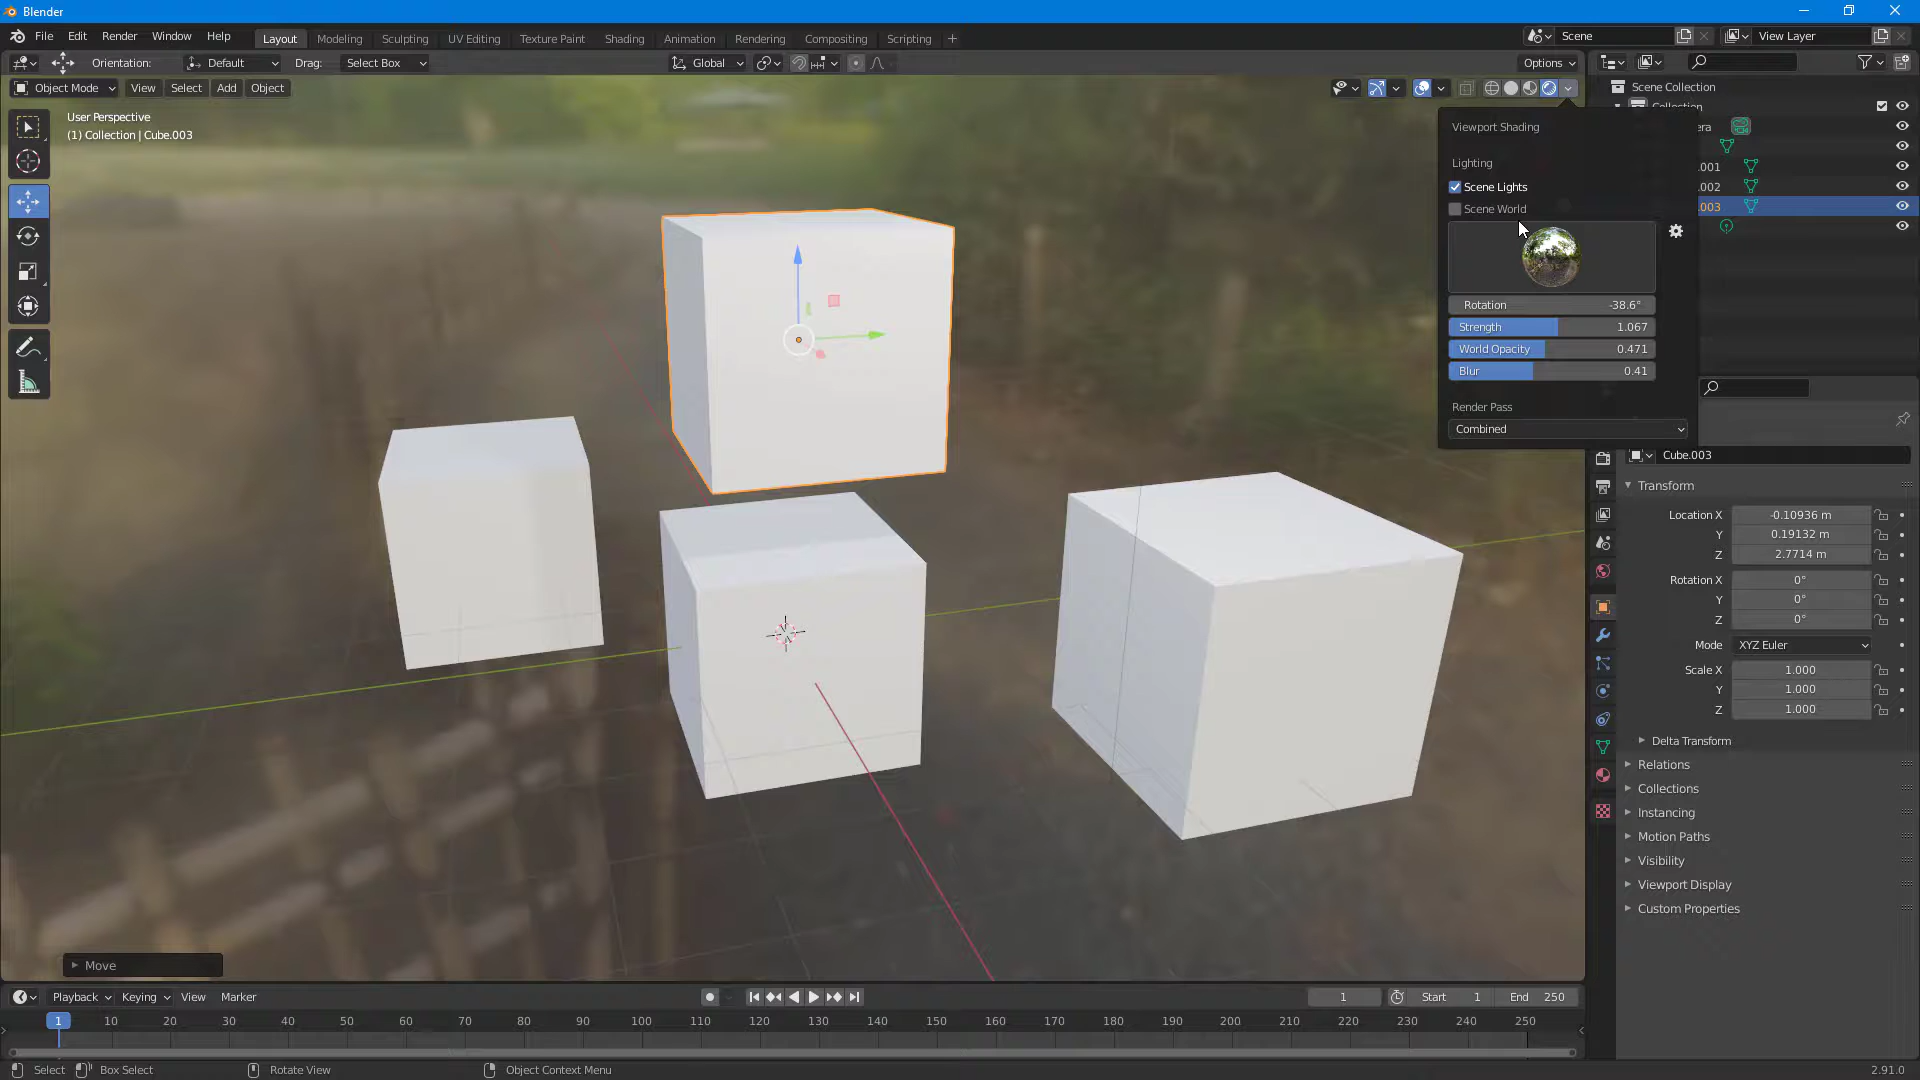 Blender
File Edit Render Window Help
Layout Modeling Sculpting UV Editing Texture Paint Shading Animation Rendering Compositing Scripting +
Scene
View Layer
Orientation: Default Drag: Select Box
Global
Options
Object Mode View Select Add Object
User Perspective
(1) Collection | Cube.003
Scene Collection
Collection
era
.001
.002
.003
Viewport Shading
Lighting
Scene Lights
Scene World
Rotation -38.6°
Strength 1.067
World Opacity 0.471
Blur 0.41
Render Pass
Combined
Cube.003
Transform
Location X -0.10936 m
Y 0.19132 m
Z 2.7714 m
Rotation X 0°
Y 0°
Z 0°
Mode XYZ Euler
Scale X 1.000
Y 1.000
Z 1.000
Delta Transform
Relations
Collections
Instancing
Motion Paths
Visibility
Viewport Display
Custom Properties
Move
Playback Keying View Marker
1 Start 1 End 250
1 10 20 30 40 50 60 70 80 90 100 110 120 130 140 150 160 170 180 190 200 210 220 230 240 250
Select Box Select Rotate View Object Context Menu
2.91.0